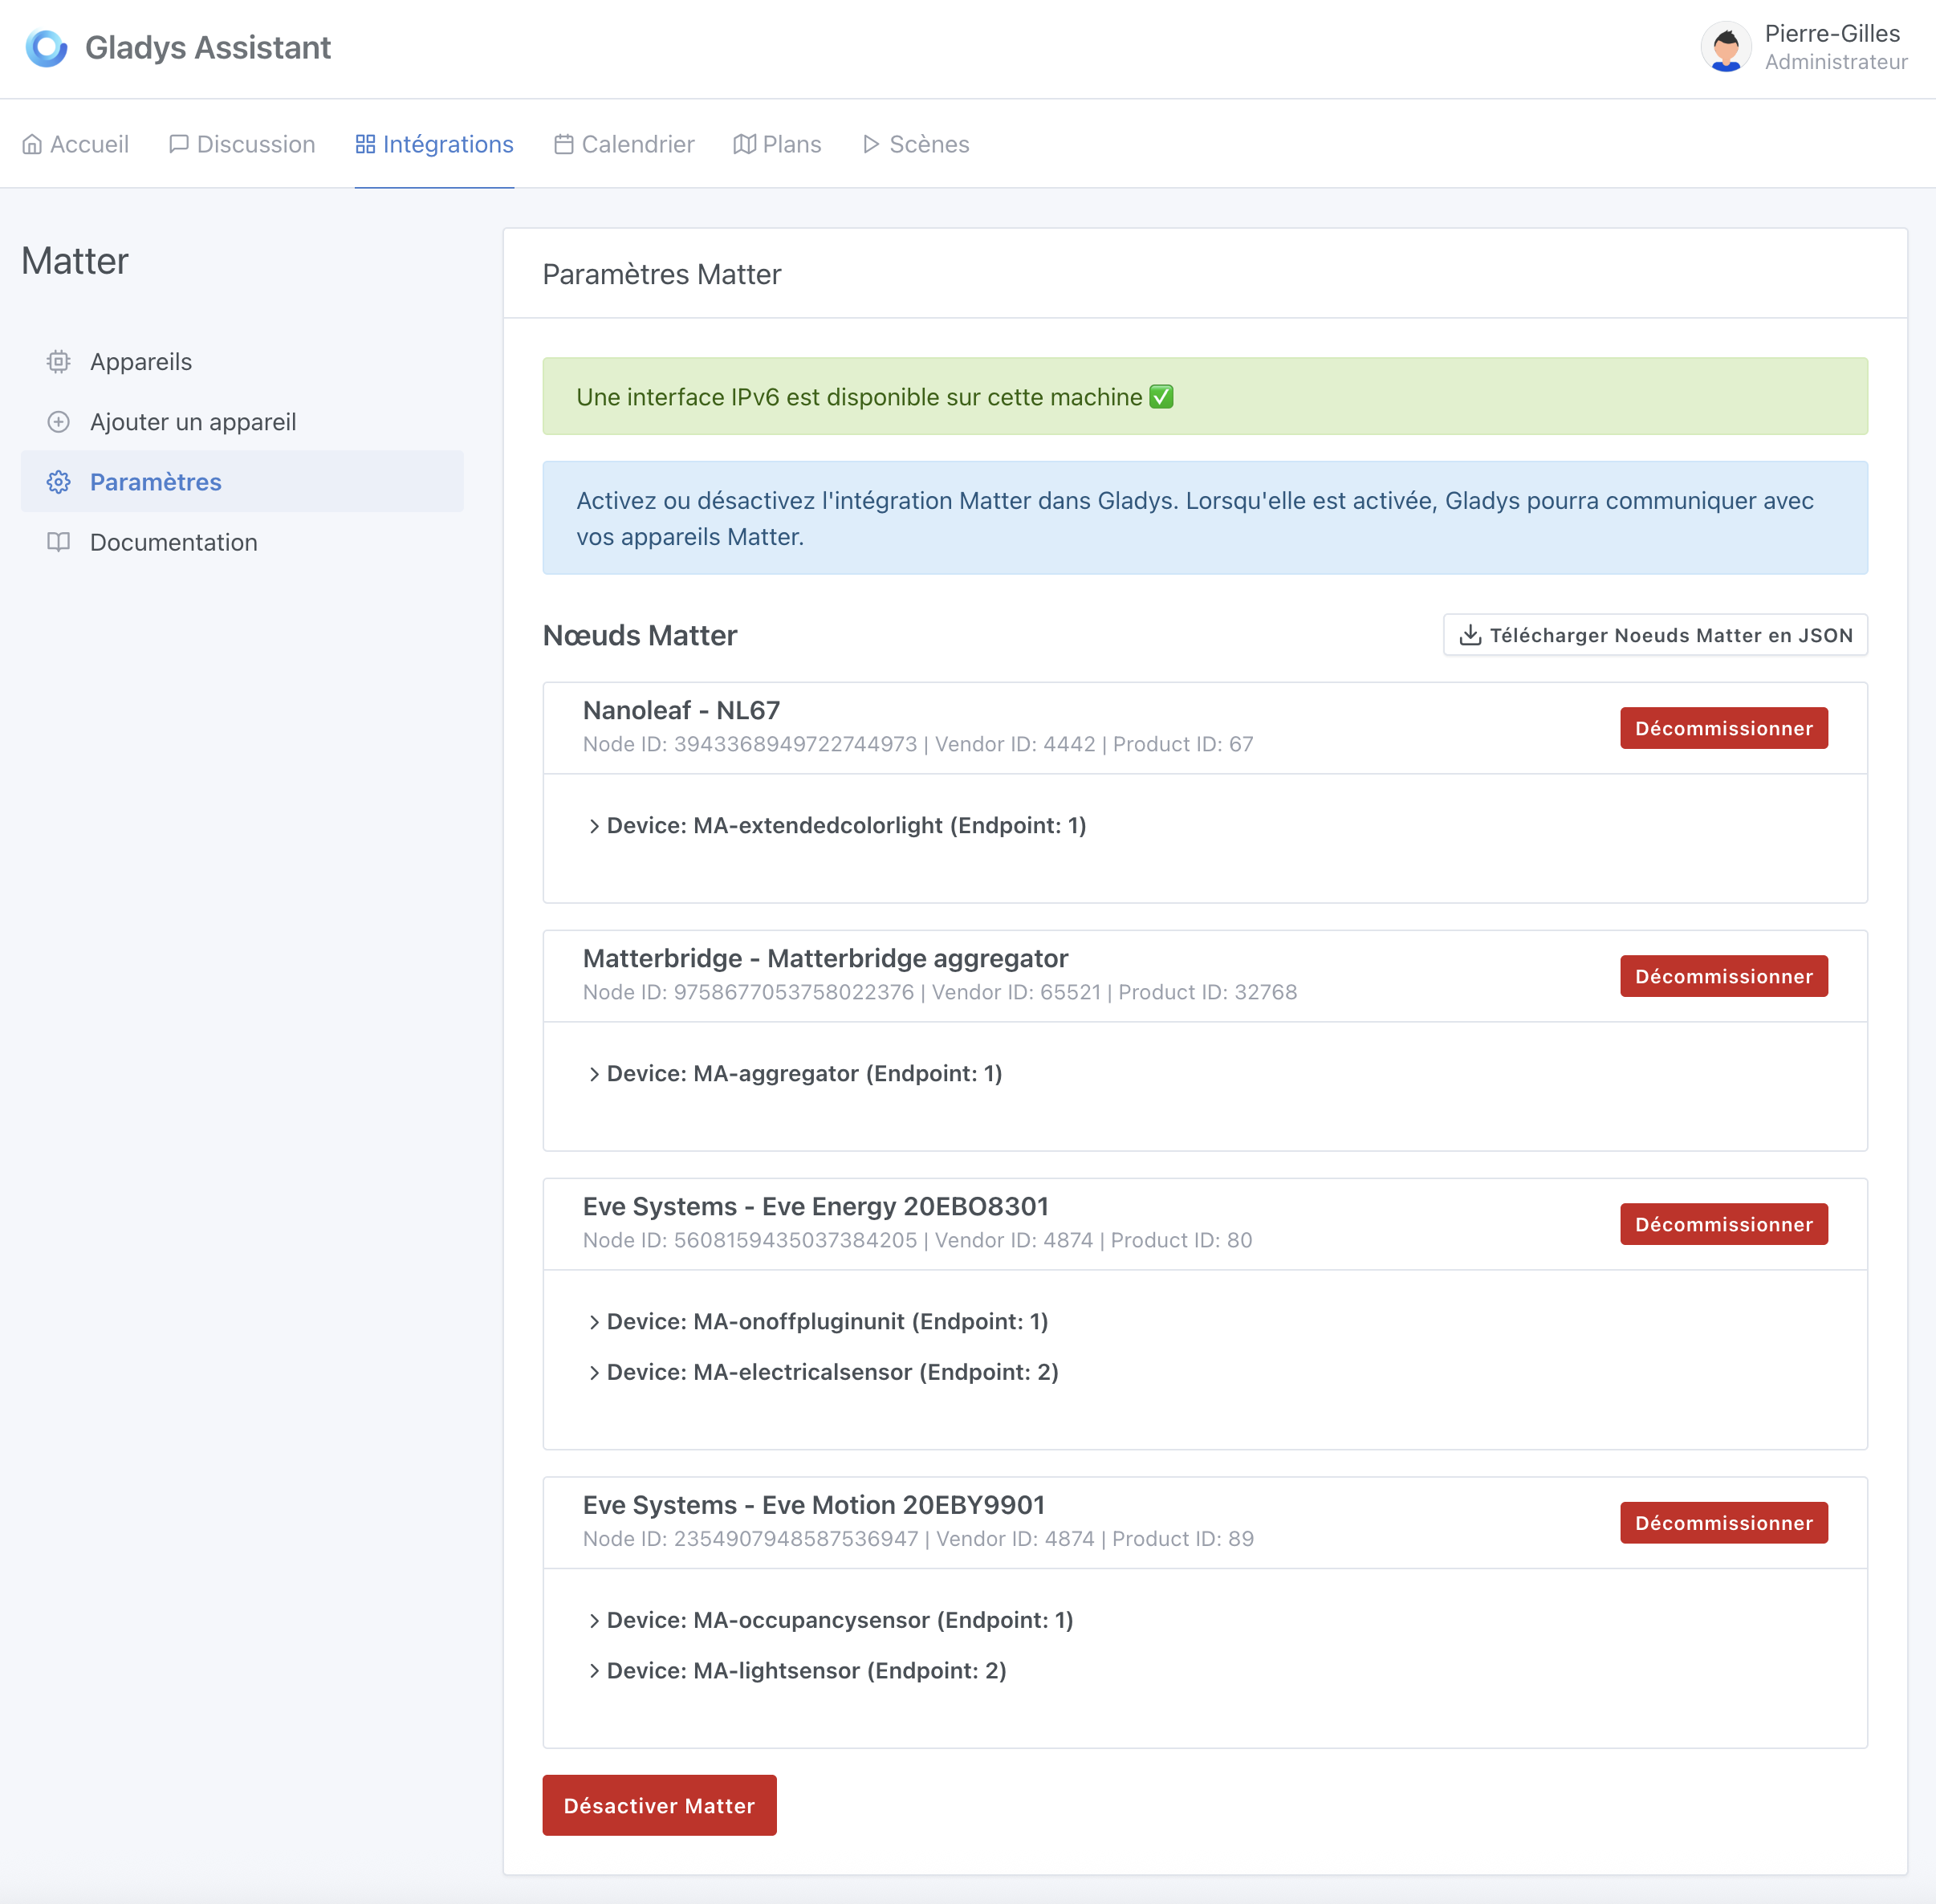 Gladys Assistant
Pierre-Gilles
Administrateur
Accueil
Discussion
Intégrations
Calendrier
Plans
Scènes
Matter
Appareils
Ajouter un appareil
Paramètres
Documentation
Paramètres Matter
Une interface IPv6 est disponible sur cette machine ✅
Activez ou désactivez l'intégration Matter dans Gladys. Lorsqu'elle est activée, Gladys pourra communiquer avec
vos appareils Matter.
Nœuds Matter
Télécharger Noeuds Matter en JSON
Nanoleaf - NL67
Node ID: 3943368949722744973 | Vendor ID: 4442 | Product ID: 67
Décommissionner
Device: MA-extendedcolorlight (Endpoint: 1)
Matterbridge - Matterbridge aggregator
Node ID: 9758677053758022376 | Vendor ID: 65521 | Product ID: 32768
Décommissionner
Device: MA-aggregator (Endpoint: 1)
Eve Systems - Eve Energy 20EBO8301
Node ID: 5608159435037384205 | Vendor ID: 4874 | Product ID: 80
Décommissionner
Device: MA-onoffpluginunit (Endpoint: 1)
Device: MA-electricalsensor (Endpoint: 2)
Eve Systems - Eve Motion 20EBY9901
Node ID: 2354907948587536947 | Vendor ID: 4874 | Product ID: 89
Décommissionner
Device: MA-occupancysensor (Endpoint: 1)
Device: MA-lightsensor (Endpoint: 2)
Désactiver Matter